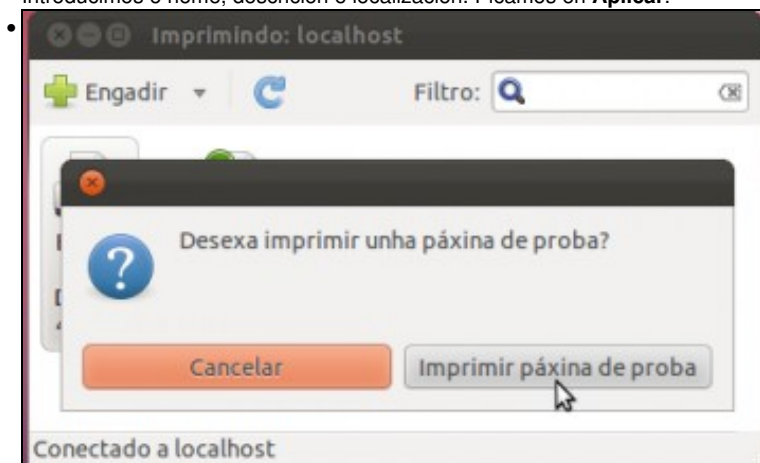 Imprimindo: localhost
Engadir
Filtro:
Desexa imprimir unha páxina de proba?
Cancelar
Imprimir páxina de proba
Conectado a localhost